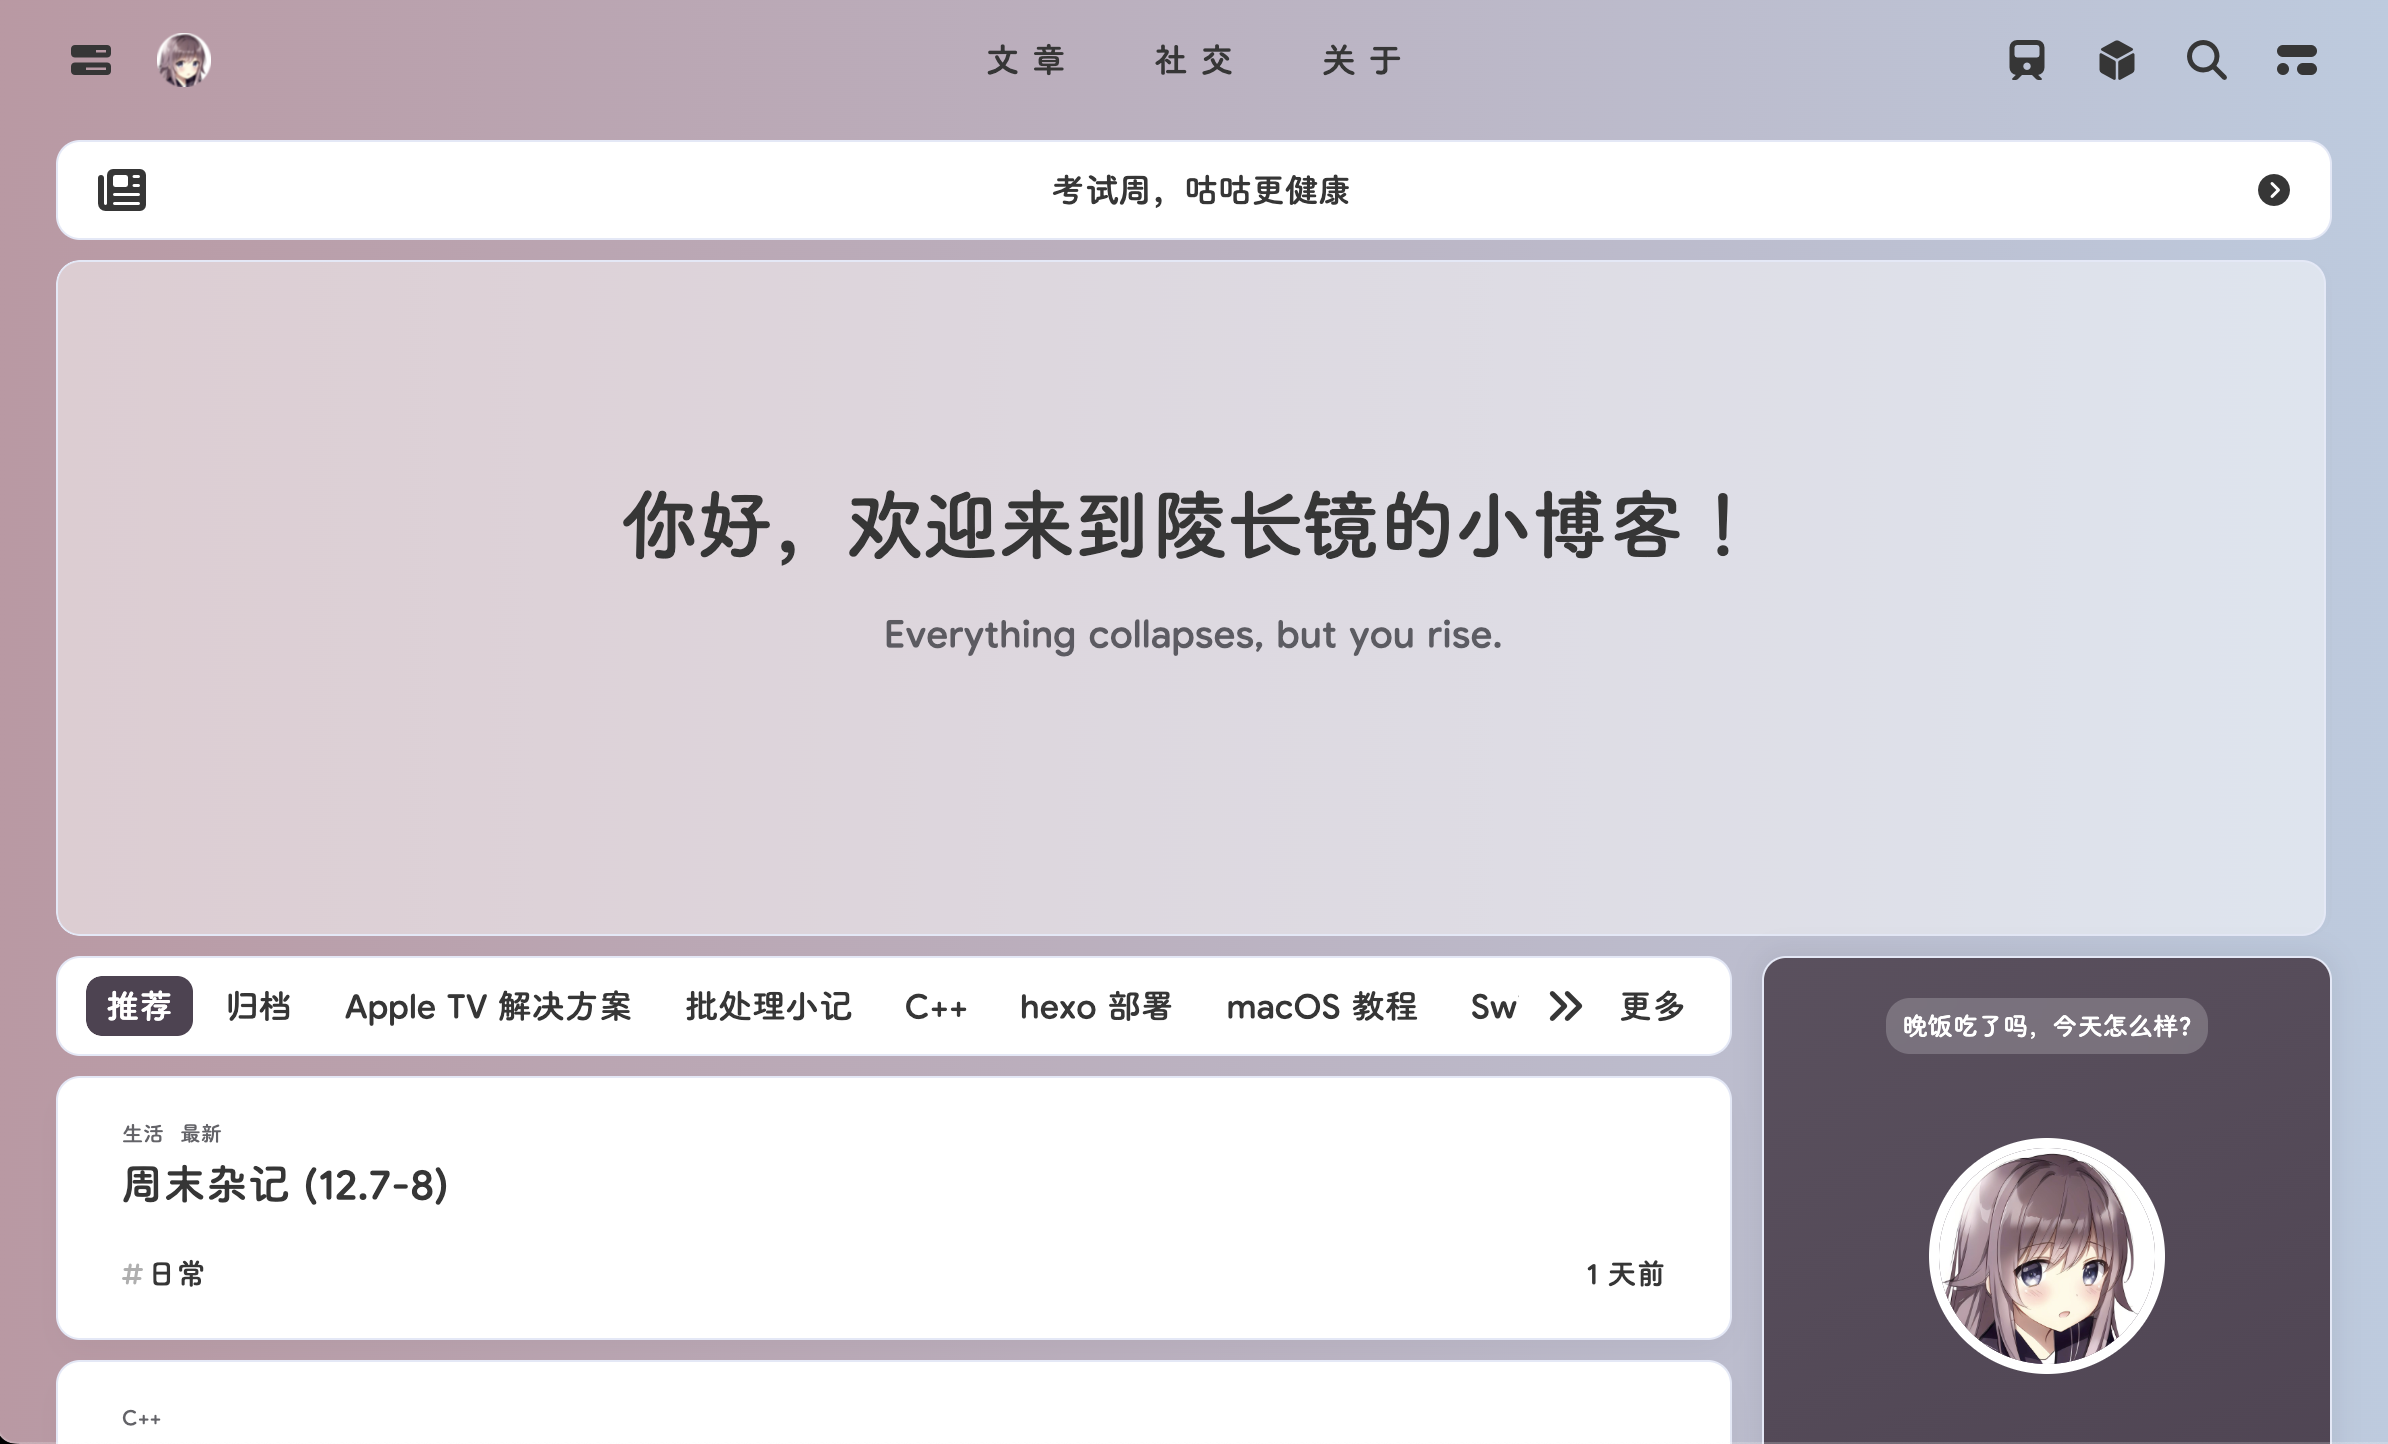 文章 社交 关于
考试周，咕咕更健康
你好，欢迎来到陵长镜的小博客！
Everything collapses, but you rise.
推荐 归档 Apple TV 解决方案 批处理小记 C++ hexo 部署 macOS 教程 Sw 更多
晚饭吃了吗，今天怎么样?
生活 最新
周末杂记 (12.7-8)
#日常 1 天前
C++